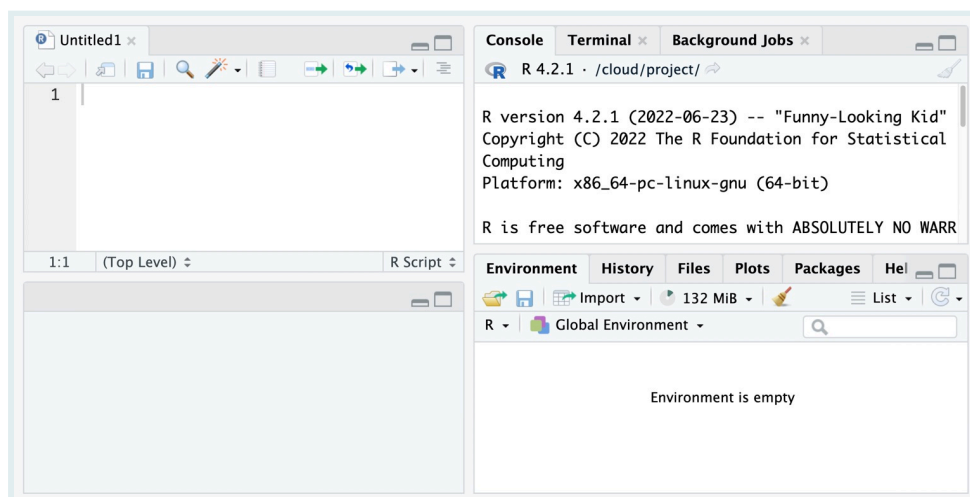 Untitled1
1
1:1 (Top Level) R Script
Console Terminal Background Jobs
R 4.2.1 · /cloud/project/
R version 4.2.1 (2022-06-23) -- "Funny-Looking Kid"
Copyright (C) 2022 The R Foundation for Statistical
Computing
Platform: x86_64-pc-linux-gnu (64-bit)
R is free software and comes with ABSOLUTELY NO WARR
Environment History Files Plots Packages Hel
Import 132 MiB List
R Global Environment
Environment is empty